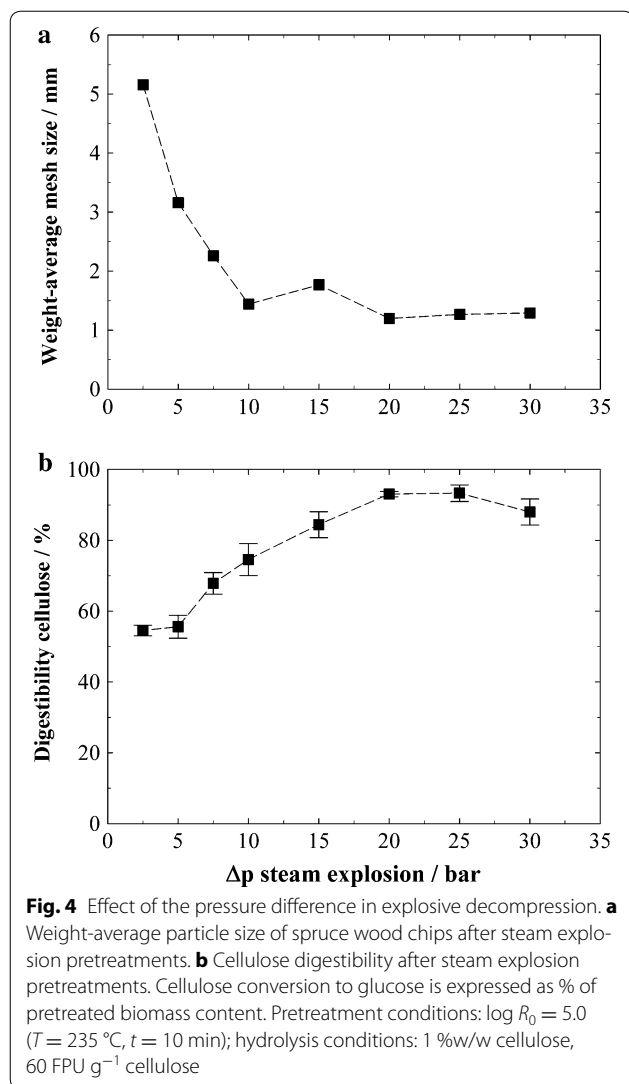 a
Weight-average mesh size / mm
6
5
4
3
2
1
0
0 5 10 15 20 25 30 35
b
Digestibility cellulose / %
100
80
60
40
20
0
0 5 10 15 20 25 30 35
Δp steam explosion / bar
Fig. 4 Effect of the pressure difference in explosive decompression. a
Weight-average particle size of spruce wood chips after steam explo-
sion pretreatments. b Cellulose digestibility after steam explosion
pretreatments. Cellulose conversion to glucose is expressed as % of
pretreated biomass content. Pretreatment conditions: log R₀ = 5.0
(T = 235 °C, t = 10 min); hydrolysis conditions: 1 %w/w cellulose,
60 FPU g⁻¹ cellulose